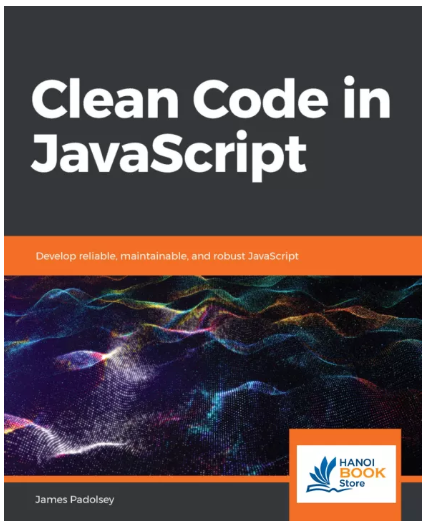 Clean Code in
JavaScript
Develop reliable, maintainable, and robust JavaScript
HANOI
BOOK
Store
James Padolsey